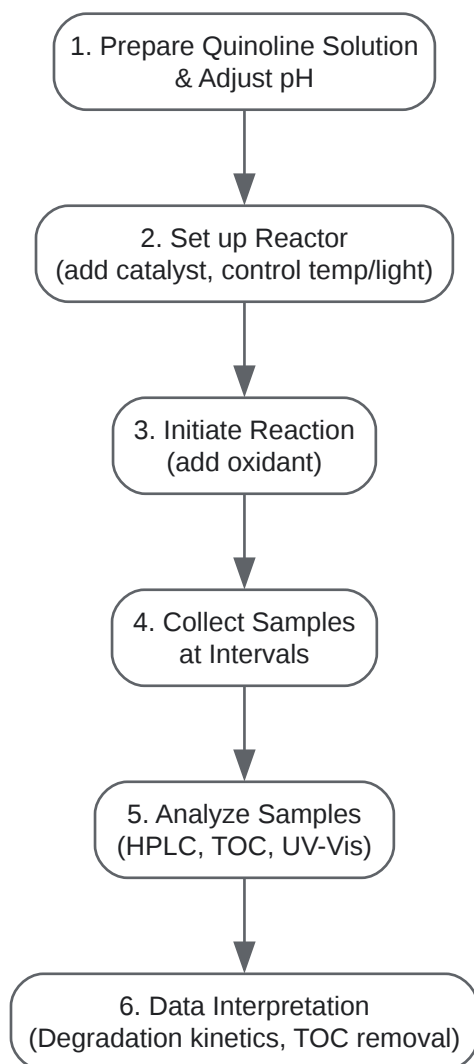 1. Prepare Quinoline Solution
& Adjust pH
2. Set up Reactor
(add catalyst, control temp/light)
3. Initiate Reaction
(add oxidant)
4. Collect Samples
at Intervals
5. Analyze Samples
(HPLC, TOC, UV-Vis)
6. Data Interpretation
(Degradation kinetics, TOC removal)